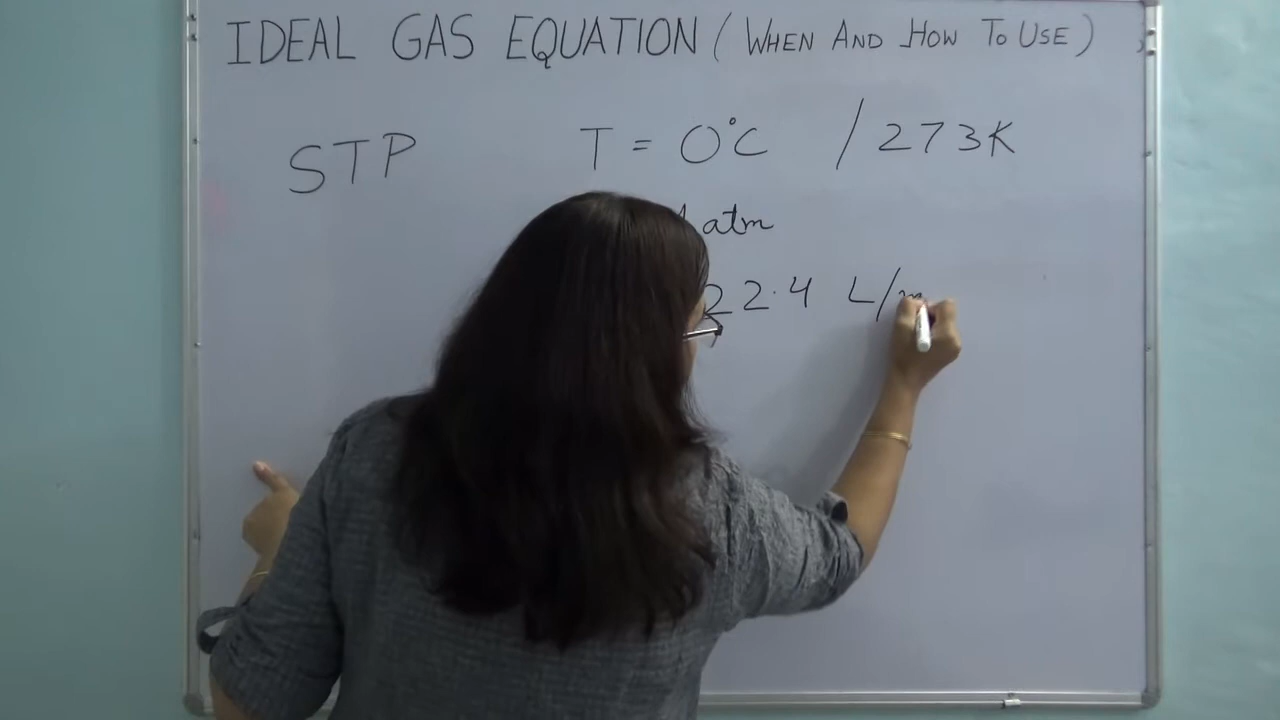 IDEAL GAS EQUATION ( WHEN AND HOW TO USE )
STP T = 0°C / 273K
atm
22.4 L/m